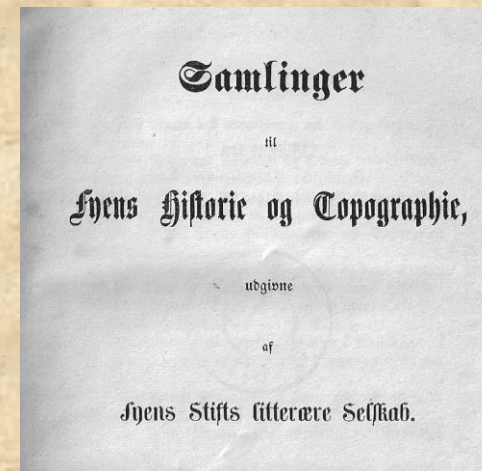 Samlinger
til
Fyens Historie og Topographie,
udgivne
af
Fyens Stifts litterære Selskab.